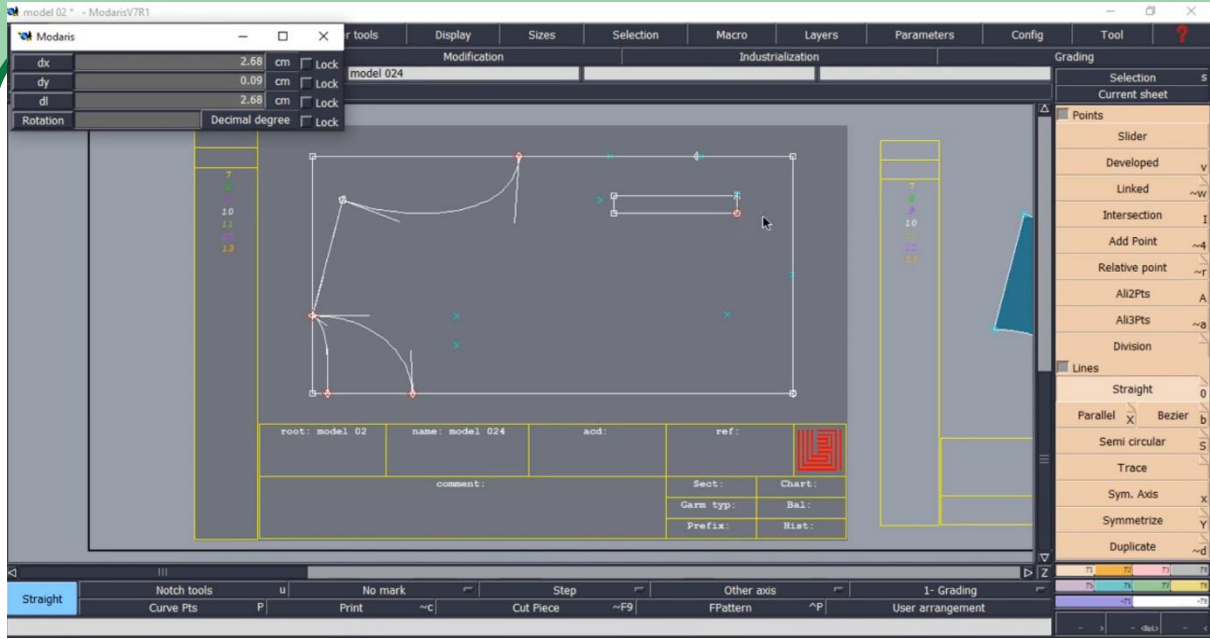 model 02 * - ModarisV7R1
Modaris
r tools Display Sizes Selection Macro Layers Parameters Config Tool ?
Modification Industrialization Grading
model 024
dx 2.68 cm Lock
dy 0.09 cm Lock
dl 2.68 cm Lock
Rotation Decimal degree Lock
Selection s
Current sheet
Points
Slider
Developed v
Linked ~w
Intersection I
Add Point ~4
Relative point ~r
Ali2Pts A
Ali3Pts ~a
Division
Lines
Straight 0
Parallel X Bezier b
Semi circular S
Trace
Sym. Axis x
Symmetrize Y
Duplicate ~d
7
10
11
13
7
10
root: model 02 name: model 024 acd: ref:
comment: Sect: Chart:
Garm typ: Bal:
Prefix: Hist:
Z
Straight
Notch tools u No mark Step Other axis 1- Grading
Curve Pts P Print ~c Cut Piece ~F9 FPattern ^P User arrangement